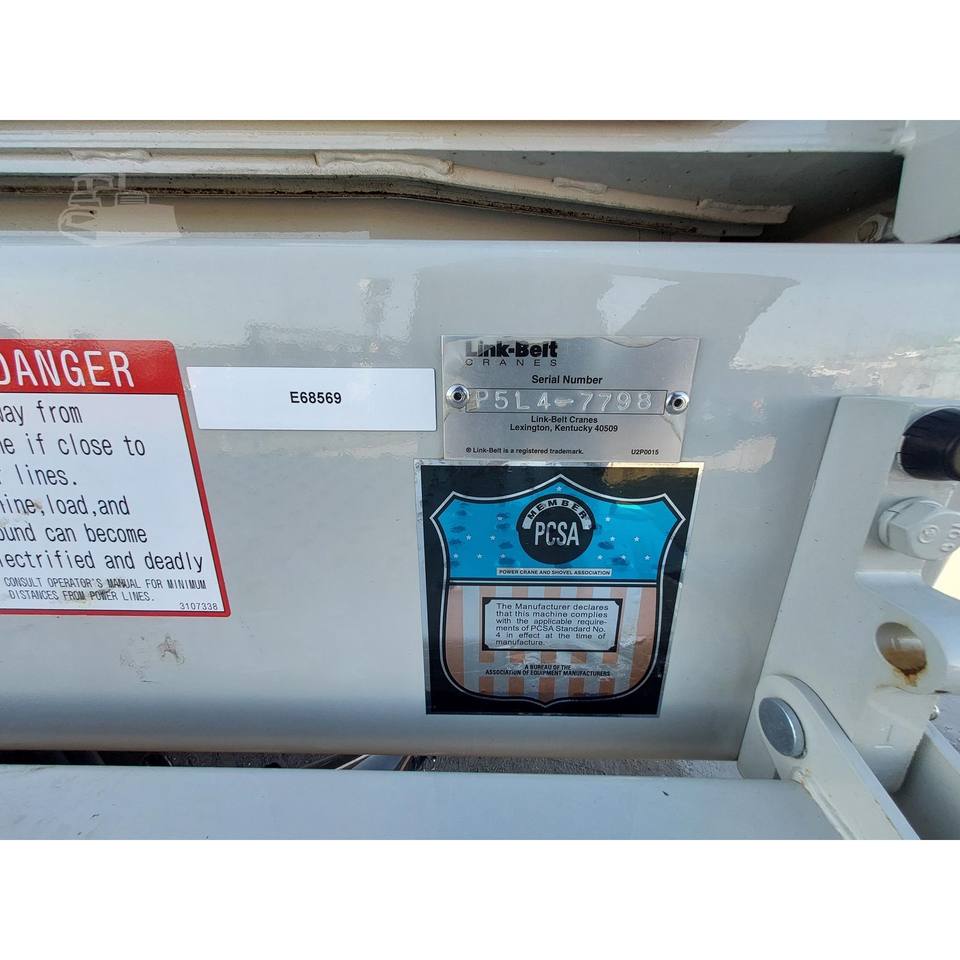 DANGER
from
if close to
lines.
load,and
can become
and deadly
CONSULT OPERATOR'S MANUAL FOR MINIMUM
DISTANCES FROM POWER LINES.
3107338
E68569
Link-Belt
CRANES
Serial Number
P5L4-7798
Link-Belt Cranes
Lexington, Kentucky 40509
® Link-Belt is a registered trademark.
U2P0015
MEMBER
PCSA
POWER CRANE AND SHOVEL ASSOCIATION
The Manufacturer declares
that this machine complies
with the applicable require-
ments of PCSA Standard No.
4 in effect at the time of
manufacture.
A BUREAU OF THE
ASSOCIATION OF EQUIPMENT MANUFACTURERS